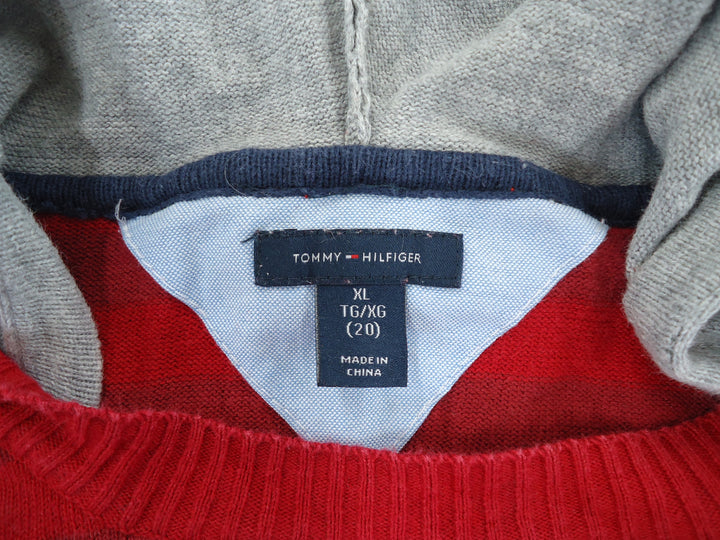 TOMMY HILFIGER
XL
TG/XG
(20)
MADE IN
CHINA